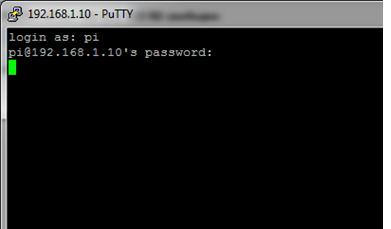 192.168.1.10 - PuTTY
login as: pi
pi@192.168.1.10's password: